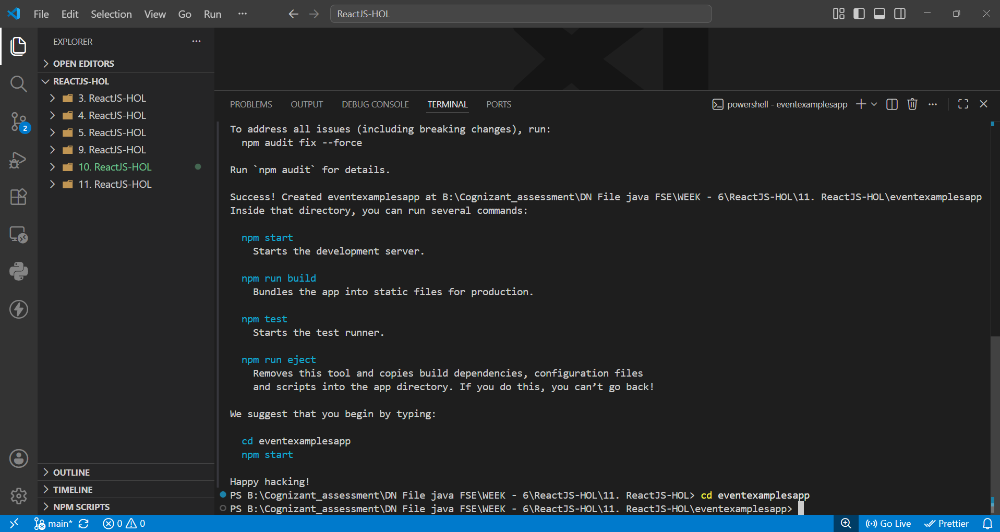 File Edit Selection View Go Run ···
ReactJS-HOL
EXPLORER
OPEN EDITORS
REACTJS-HOL
3. ReactJS-HOL
4. ReactJS-HOL
5. ReactJS-HOL
9. ReactJS-HOL
10. ReactJS-HOL
11. ReactJS-HOL
2
OUTLINE
TIMELINE
NPM SCRIPTS
PROBLEMS OUTPUT DEBUG CONSOLE TERMINAL PORTS
powershell - eventexamplesapp
To address all issues (including breaking changes), run:
npm audit fix --force
Run `npm audit` for details.
Success! Created eventexamplesapp at B:\Cognizant_assessment\DN File java FSE\WEEK - 6\ReactJS-HOL\11. ReactJS-HOL\eventexamplesapp
Inside that directory, you can run several commands:
npm start
Starts the development server.
npm run build
Bundles the app into static files for production.
npm test
Starts the test runner.
npm run eject
Removes this tool and copies build dependencies, configuration files
and scripts into the app directory. If you do this, you can’t go back!
We suggest that you begin by typing:
cd eventexamplesapp
npm start
Happy hacking!
PS B:\Cognizant_assessment\DN File java FSE\WEEK - 6\ReactJS-HOL\11. ReactJS-HOL> cd eventexamplesapp
PS B:\Cognizant_assessment\DN File java FSE\WEEK - 6\ReactJS-HOL\11. ReactJS-HOL\eventexamplesapp>
main* 0 0 Go Live Prettier